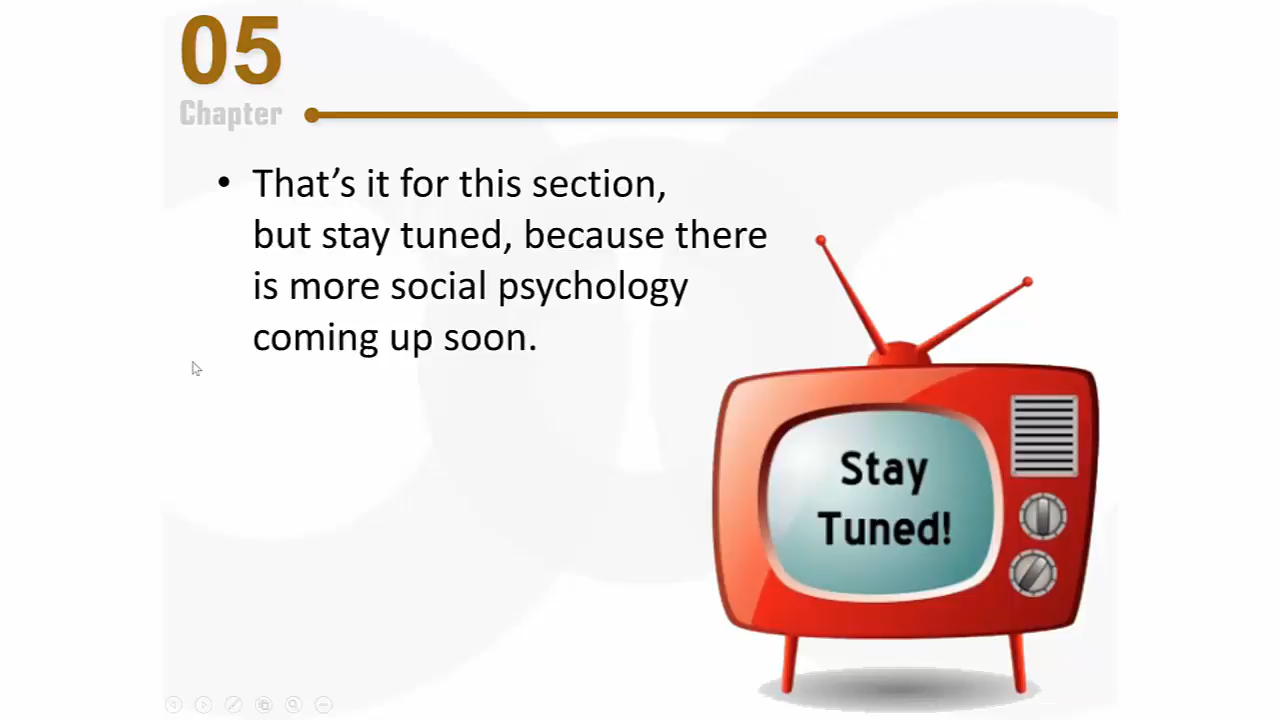 05
Chapter
• That’s it for this section,
but stay tuned, because there
is more social psychology
coming up soon.
Stay
Tuned!